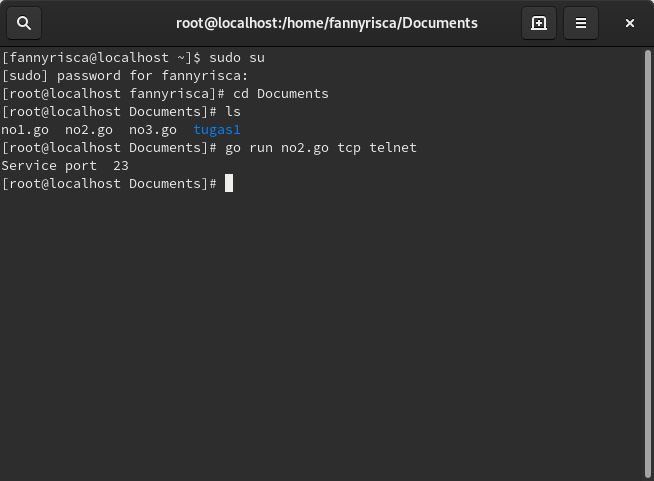 root@localhost:/home/fannyrisca/Documents
[fannyrisca@localhost ~]$ sudo su
[sudo] password for fannyrisca:
[root@localhost fannyrisca]# cd Documents
[root@localhost Documents]# ls
no1.go  no2.go  no3.go  tugas1
[root@localhost Documents]# go run no2.go tcp telnet
Service port  23
[root@localhost Documents]#